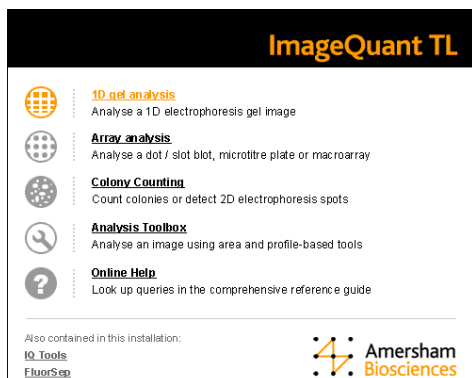 ImageQuant TL
1D gel analysis
Analyse a 1D electrophoresis gel image
Array analysis
Analyse a dot / slot blot, microtitre plate or macroarray
Colony Counting
Count colonies or detect 2D electrophoresis spots
Analysis Toolbox
Analyse an image using area and profile-based tools
?
Online Help
Look up queries in the comprehensive reference guide
Also contained in this installation:
IQ Tools
FluorSep
Amersham
Biosciences